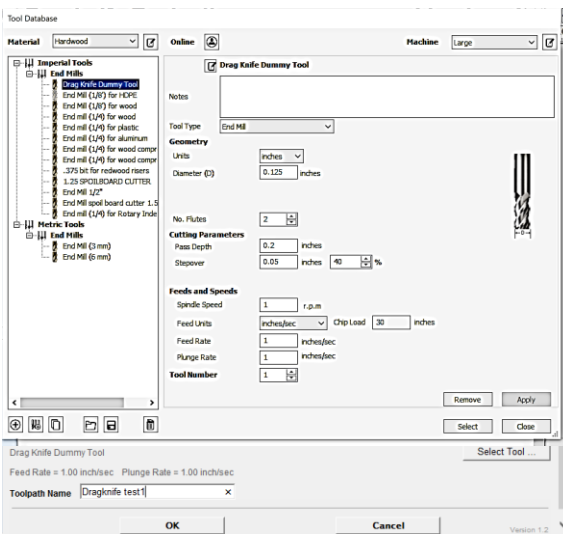 Tool Database
Material Hardwood Online Machine Large
Imperial Tools
End Mills
Drag Knife Dummy Tool
End Mill (1/8') for HDPE
End Mill (1/8') for wood
End mill (1/4) for wood
End mill (1/4) for plastic
End mill (1/4) for aluminum
End mill (1/4) for wood compr
End mill (1/4) for wood compr
.375 bit for redwood risers
1.25 SPOILBOARD CUTTER.
End Mill 1/2"
End Mill spoil board cutter 1.5
End mill (1/4) for Rotary Inde
Metric Tools
End Mills
End Mill (3 mm)
End Mill (6 mm)
Drag Knife Dummy Tool
Notes
Tool Type End Mill
Geometry
Units inches
Diameter (D) 0.125 inches
No. Flutes 2
D
Cutting Parameters
Pass Depth 0.2 inches
Stepover 0.05 inches 40 %
Feeds and Speeds
Spindle Speed 1 r.p.m
Feed Units inches/sec Chip Load 30 inches
Feed Rate 1 inches/sec
Plunge Rate 1 inches/sec
Tool Number 1
Remove Apply
Select Close
Drag Knife Dummy Tool Select Tool ...
Feed Rate = 1.00 inch/sec Plunge Rate = 1.00 inch/sec
Toolpath Name Dragknife test1 ×
OK Cancel Version 1.2